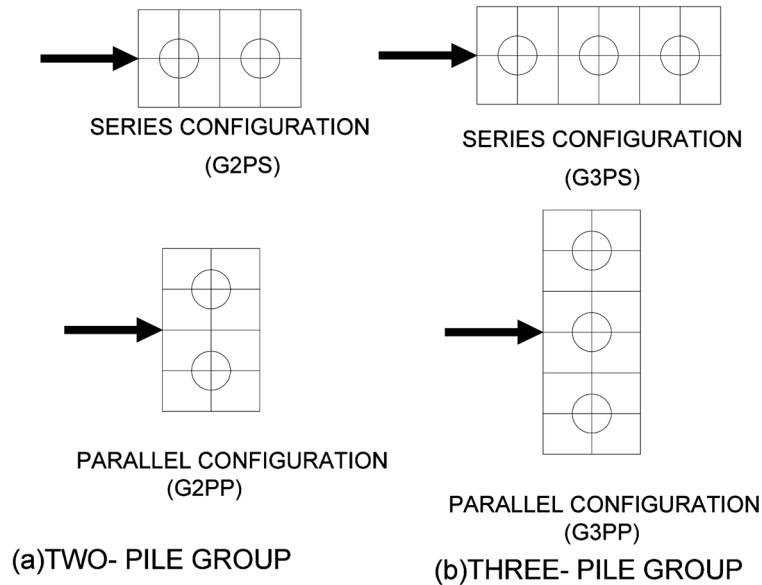 SERIES CONFIGURATION
(G2PS)
PARALLEL CONFIGURATION
(G2PP)
(a)TWO- PILE GROUP
SERIES CONFIGURATION
(G3PS)
PARALLEL CONFIGURATION
(G3PP)
(b)THREE- PILE GROUP